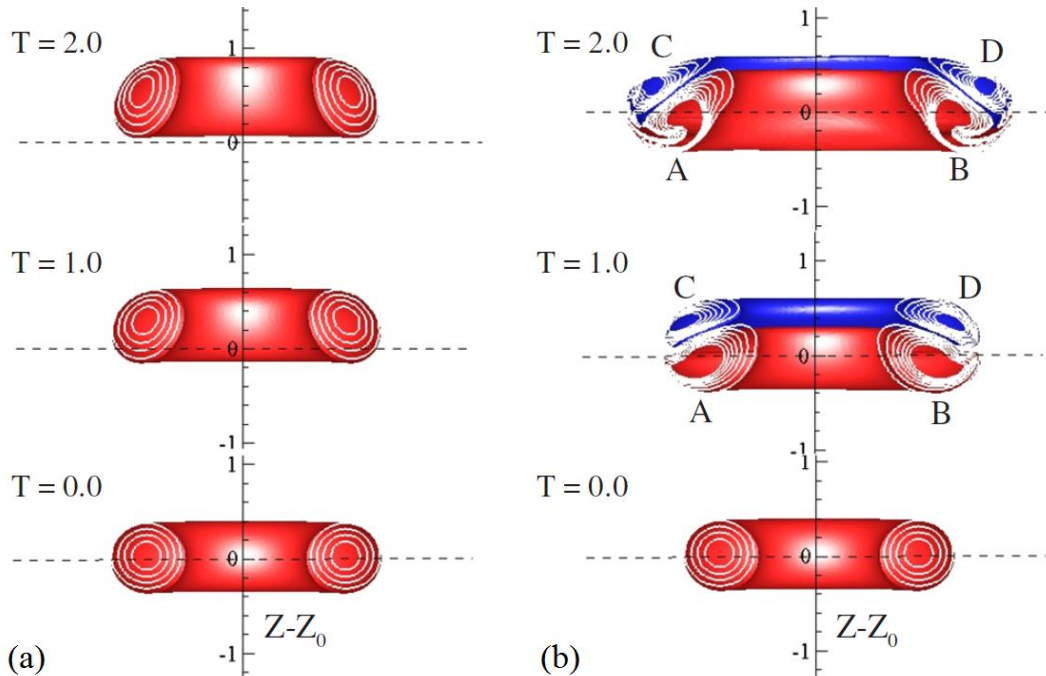 T = 2.0
1
0
T = 1.0
1
0
-1
T = 0.0
1
0
Z-Z₀
-1
(a)
T = 2.0
C
D
1
0
A
B
-1
T = 1.0
C
D
1
0
A
B
-1
T = 0.0
1
0
Z-Z₀
-1
(b)